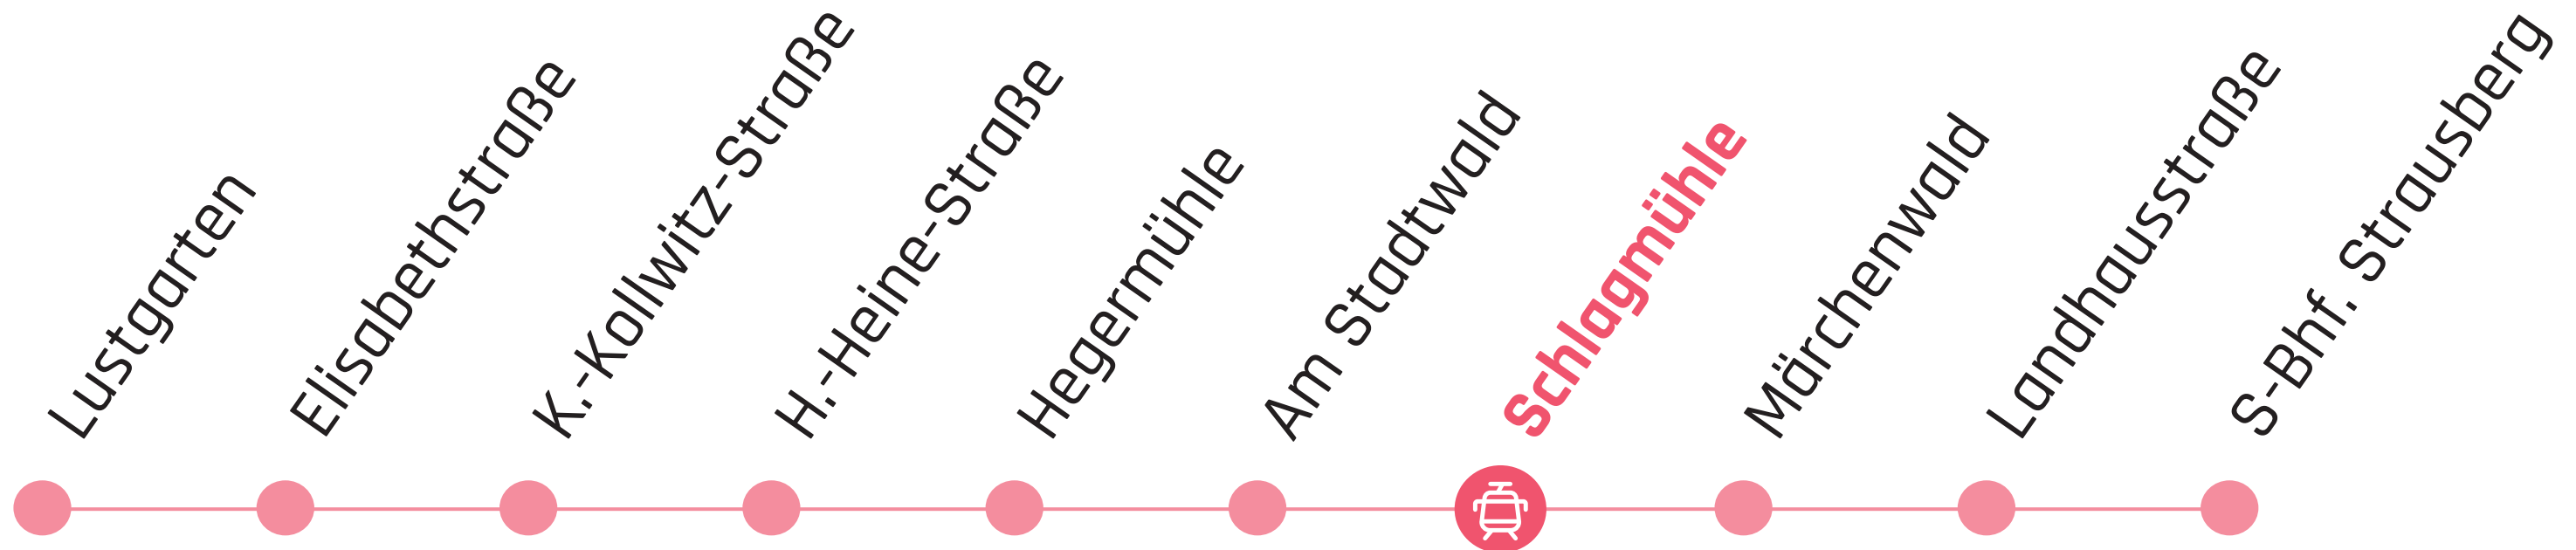 Lustgarten
Elisabethstraße
K.-Kollwitz-Straße
H.-Heine-Straße
Hegermühle
Am Stadtwald
Schlagmühle
Märchenwald
Landhausstraße
S-Bhf. Strausberg